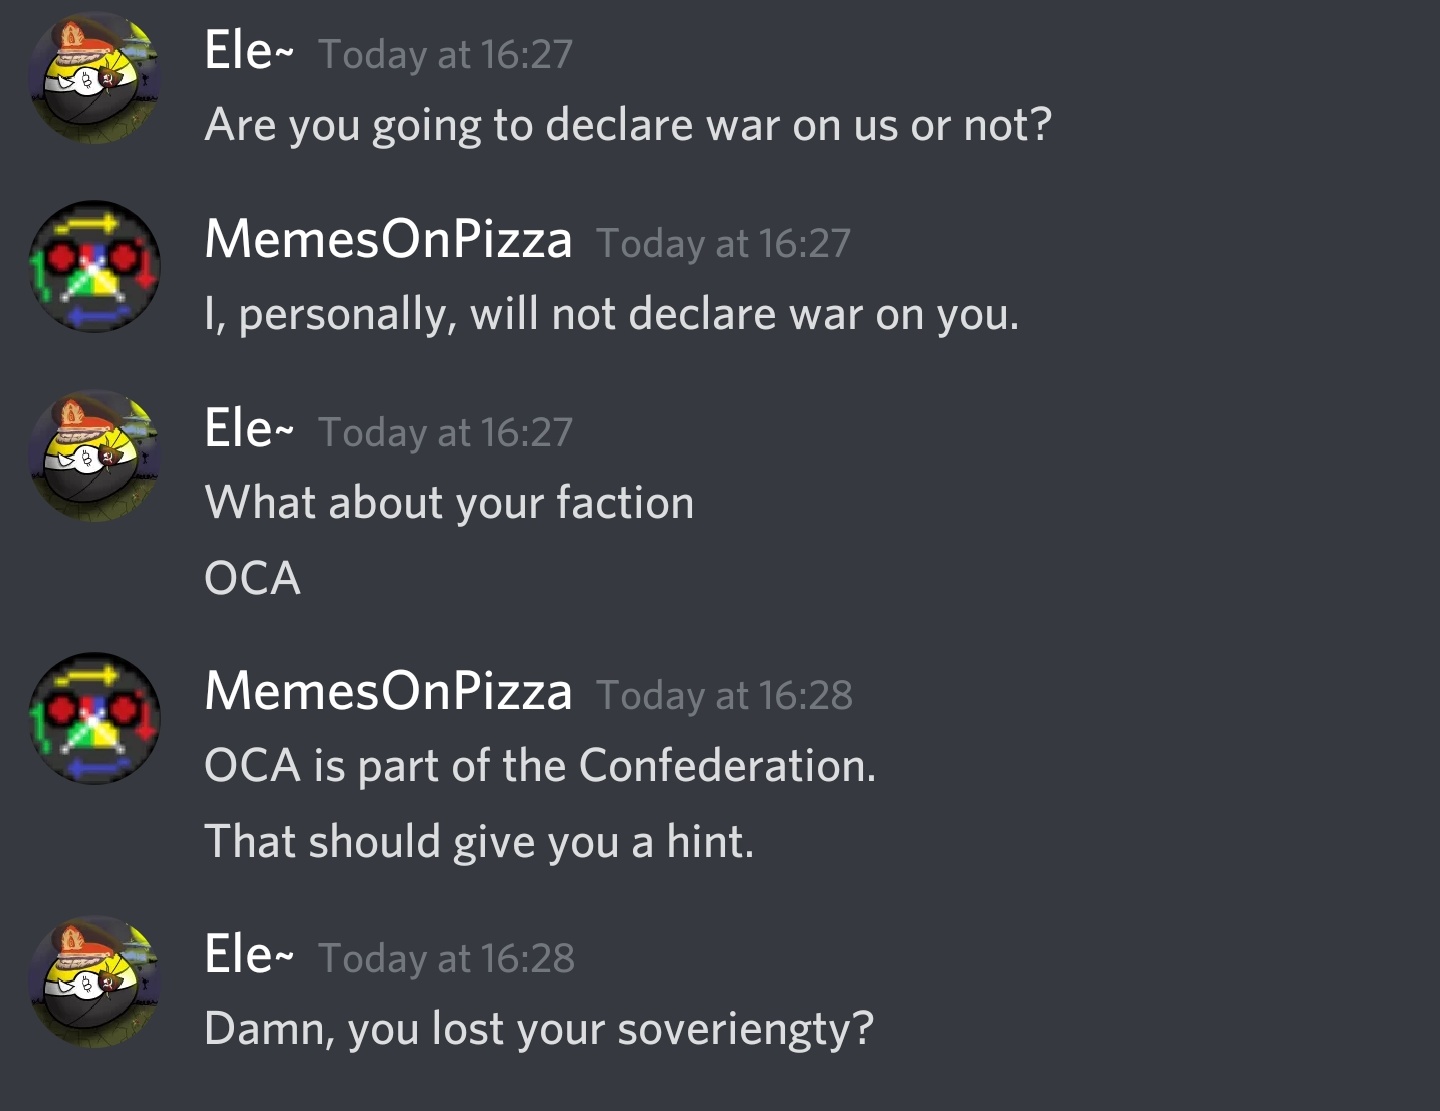 Ele~ Today at 16:27
Are you going to declare war on us or not?
MemesOnPizza Today at 16:27
I, personally, will not declare war on you.
Ele~ Today at 16:27
What about your faction
OCA
MemesOnPizza Today at 16:28
OCA is part of the Confederation.
That should give you a hint.
Ele~ Today at 16:28
Damn, you lost your soveriengty?